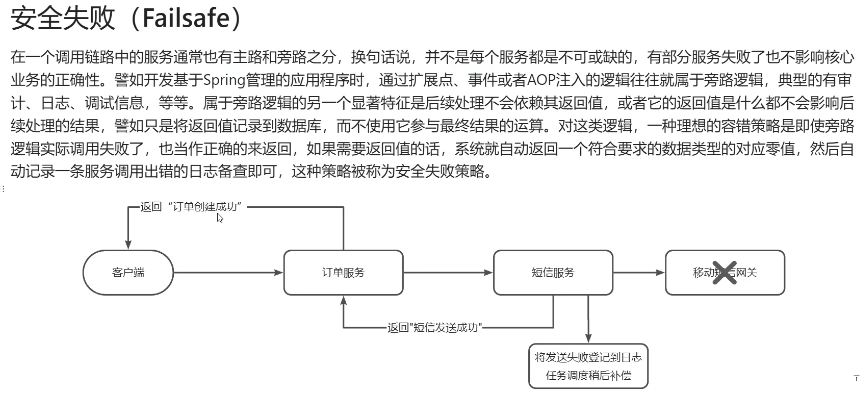 安全失败（Failsafe）
在一个调用链路中的服务通常也有主路和旁路之分，换句话说，并不是每个服务都是不可或缺的，有部分服务失败了也不影响核心
业务的正确性。譬如开发基于Spring管理的应用程序时，通过扩展点、事件或者AOP注入的逻辑往往就属于旁路逻辑，典型的有审
计、日志、调试信息，等等。属于旁路逻辑的另一个显著特征是后续处理不会依赖其返回值，或者它的返回值是什么都不会影响后
续处理的结果，譬如只是将返回值记录到数据库，而不使用它参与最终结果的运算。对这类逻辑，一种理想的容错策略是即使旁路
逻辑实际调用失败了，也当作正确的来返回，如果需要返回值的话，系统就自动返回一个符合要求的数据类型的对应零值，然后自
动记录一条服务调用出错的日志备查即可，这种策略被称为安全失败策略。
返回“订单创建成功”
客户端
订单服务
短信服务
移动短信网关
返回"短信发送成功"
将发送失败登记到日志
任务调度稍后补偿